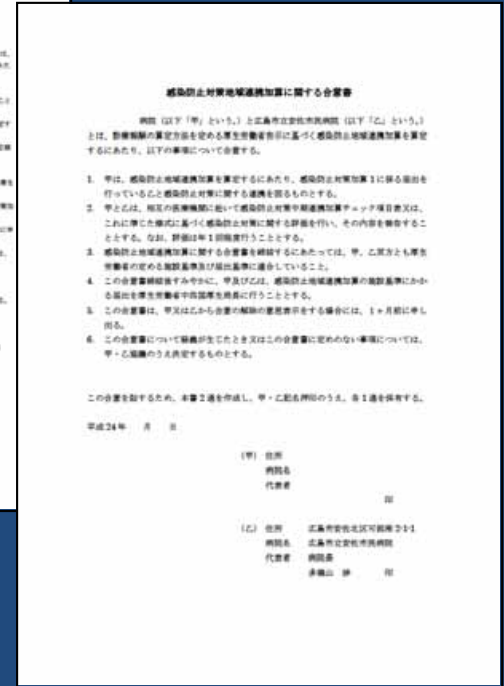 感染防止対策地域連携加算に関する合意書
病院（以下「甲」という。）と広島市立安佐市民病院（以下「乙」という。）
とは、診療報酬の算定方法を定める厚生労働省告示に基づく感染防止地域連携加算を算定
するにあたり、以下の事項について合意する。
1. 甲は、感染防止地域連携加算を算定するにあたり、感染防止対策加算1に係る届出を
行っている乙と感染防止対策に関する連携を図るものとする。
2. 甲と乙は、相互の医療機関に於いて感染防止対策中期連携加算チェック項目表又は、
これに準じた様式に基づく感染防止対策に関する評価を行い、その内容を報告するこ
ととする。なお、評価は年1回程度行うこととする。
3. 感染防止地域連携加算に関する合意書を締結するにあたっては、甲、乙双方とも厚生
労働省の定める施設基準及び届出基準に適合していること。
4. この合意書締結後すみやかに、甲及び乙は、感染防止地域連携加算の施設基準にかか
る届出を厚生労働省中四国厚生局長に行うこととする。
5. この合意書は、甲又は乙から合意の解除の意思表示をする場合には、1ヶ月前に申し
出る。
6. この合意書について疑義が生じたとき又はこの合意書に定めのない事項については、
甲・乙協議のうえ決定するものとする。
この合意を証するため、本書2通を作成し、甲・乙記名押印のうえ、各1通を保有する。
平成24年　月　日
（甲）住所
病院名
代表者
印
（乙）住所　広島市安佐北区可部南2-1-1
病院名　広島市立安佐市民病院
代表者　病院長
多幾山　渉　印